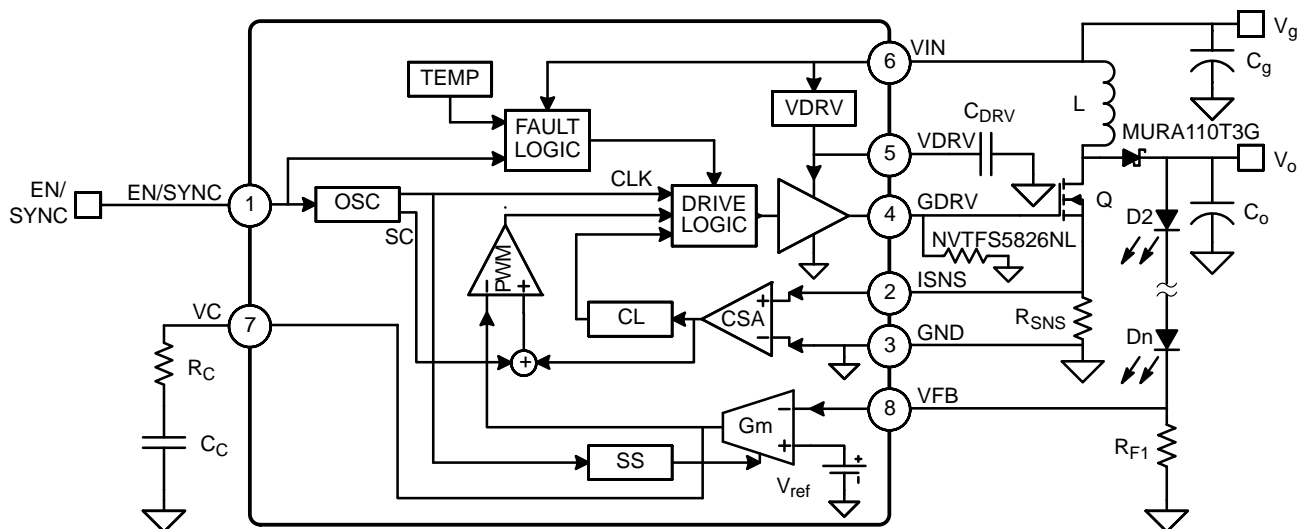 6
VIN
V_g
C_g
TEMP
L
VDRV
C_DRV
FAULT
LOGIC
MURA110T3G
5
VDRV
V_o
EN/
SYNC
EN/SYNC
1
OSC
CLK
DRIVE
LOGIC
4
GDRV
Q
D2
C_o
SC
NVTFS5826NL
PWM
−
+
2
ISNS
+
CSA
−
CL
R_SNS
VC
7
3
GND
Dn
+
R_C
8
VFB
−
Gm
+
R_F1
C_C
SS
V_ref
+
−